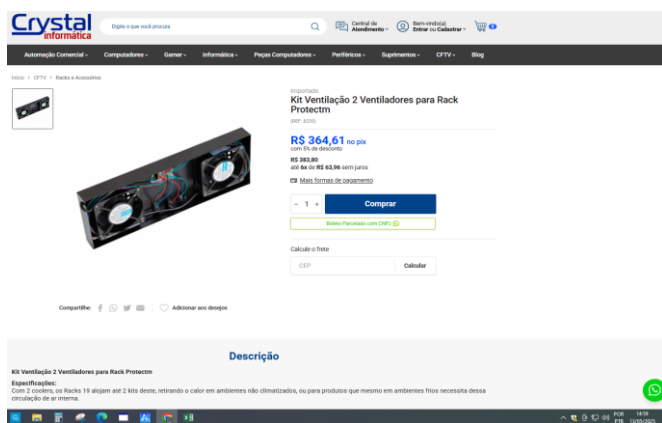 Crystal
informática
Digite o que você procura
Central de
Atendimento
Bem-vindo(a)
Entrar ou Cadastrar
0
Automação Comercial
Computadores
Gamer
Informática
Peças Computadores
Periféricos
Suprimentos
CFTV
Blog
Início > CFTV > Racks e Acessórios
Importado
Kit Ventilação 2 Ventiladores para Rack
Protectm
R$ 364,61 no pix
com 5% de desconto
R$ 383,80
até 6x de R$ 63,96 sem juros
Mais formas de pagamento
- 1 +
Comprar
Boleto Parcelado com CNPJ
Calcule o frete
CEP
Calcular
Compartilhe:
Adicionar aos desejos
Descrição
Kit Ventilação 2 Ventiladores para Rack Protectm
Especificações:
Com 2 coolers, os Racks 19 alojam até 2 kits deste, retirando o calor em ambientes não climatizados, ou para produtos que mesmo em ambientes frios necessita dessa
circulação de ar interna.
POR
PTB
14:59
12/05/2025